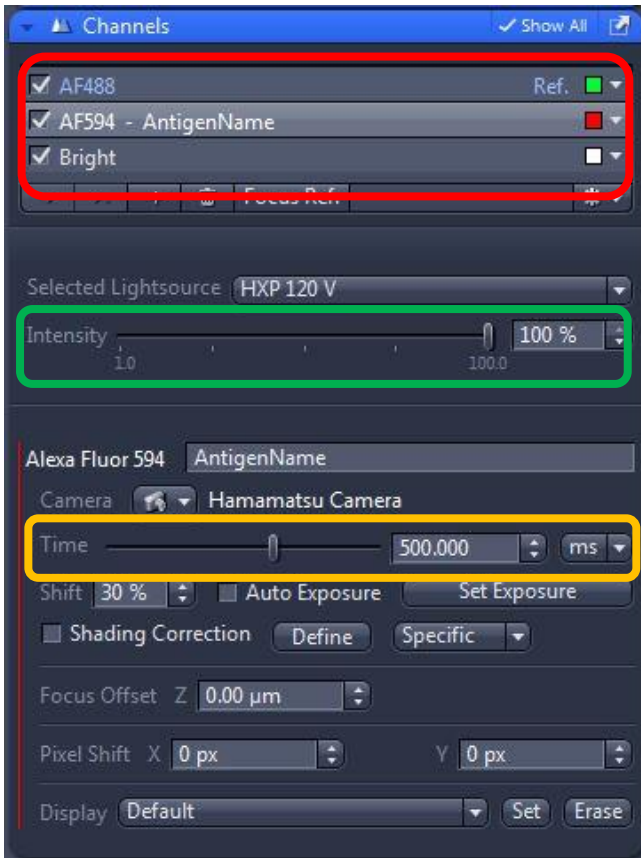 Channels Show All
AF488 Ref.
AF594 - AntigenName
Bright
Focus Ref.
Selected Lightsource HXP 120 V
Intensity 100 %
1.0 100.0
Alexa Fluor 594 AntigenName
Camera Hamamatsu Camera
Time 500.000 ms
Shift 30 % Auto Exposure Set Exposure
Shading Correction Define Specific
Focus Offset Z 0.00 µm
Pixel Shift X 0 px Y 0 px
Display Default Set Erase